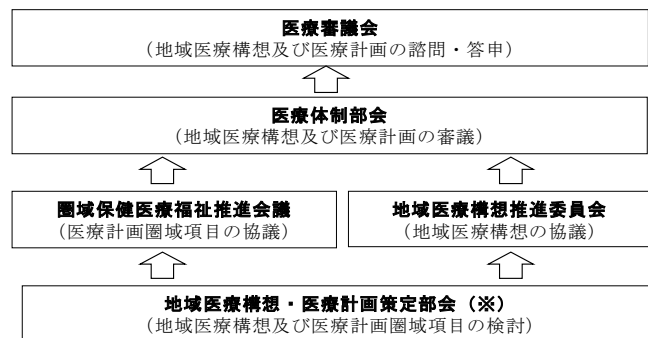 医療審議会
（地域医療構想及び医療計画の諮問・答申）
医療体制部会
（地域医療構想及び医療計画の審議）
圏域保健医療福祉推進会議
（医療計画圏域項目の協議）
地域医療構想推進委員会
（地域医療構想の協議）
地域医療構想・医療計画策定部会（※）
（地域医療構想及び医療計画圏域項目の検討）